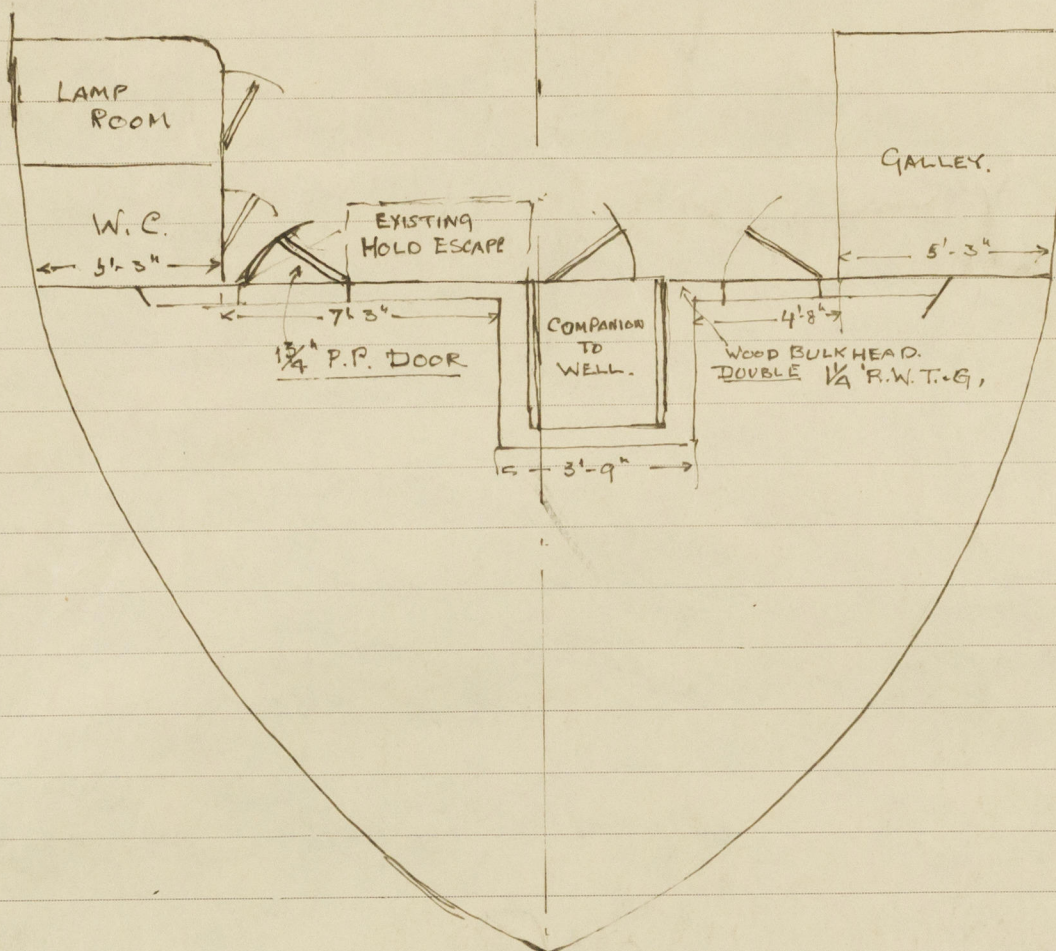 LAMP
ROOM
GALLEY.
W.C.
EXISTING
HOLD ESCAPE
5'-3"
5'-3"
7'-3"
4'-8"
COMPANION
TO
WELL.
1¾" P.P. DOOR
WOOD BULKHEAD.
DOUBLE 1¼" R.W.T.&G,
3'-9"